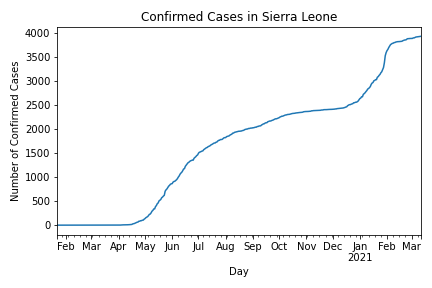 Confirmed Cases in Sierra Leone
4000
3500
3000
2500
2000
1500
1000
500
0
Number of Confirmed Cases
Feb Mar Apr May Jun Jul Aug Sep Oct Nov Dec Jan Feb Mar
2021
Day